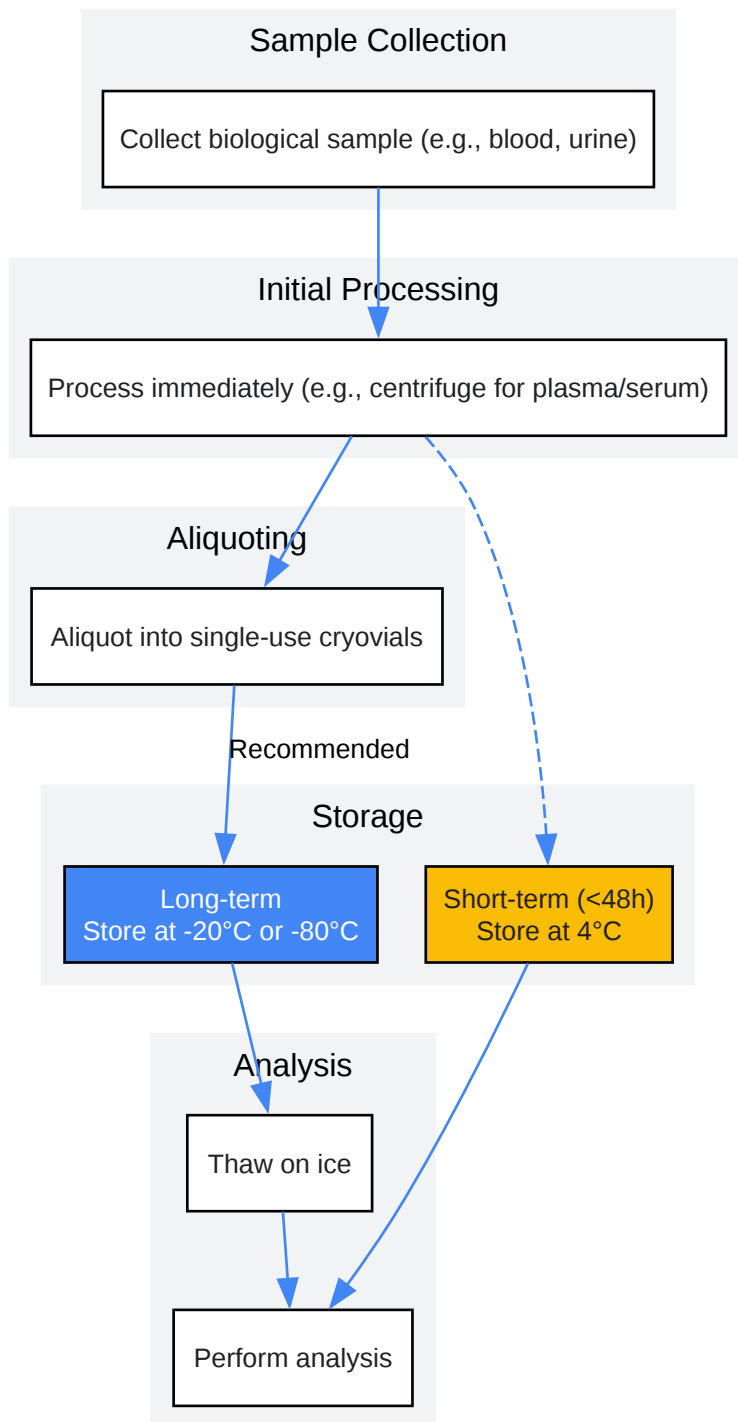 Sample Collection
Collect biological sample (e.g., blood, urine)
Initial Processing
Process immediately (e.g., centrifuge for plasma/serum)
Aliquoting
Aliquot into single-use cryovials
Recommended
Storage
Long-term
Store at -20°C or -80°C
Short-term (<48h)
Store at 4°C
Analysis
Thaw on ice
Perform analysis